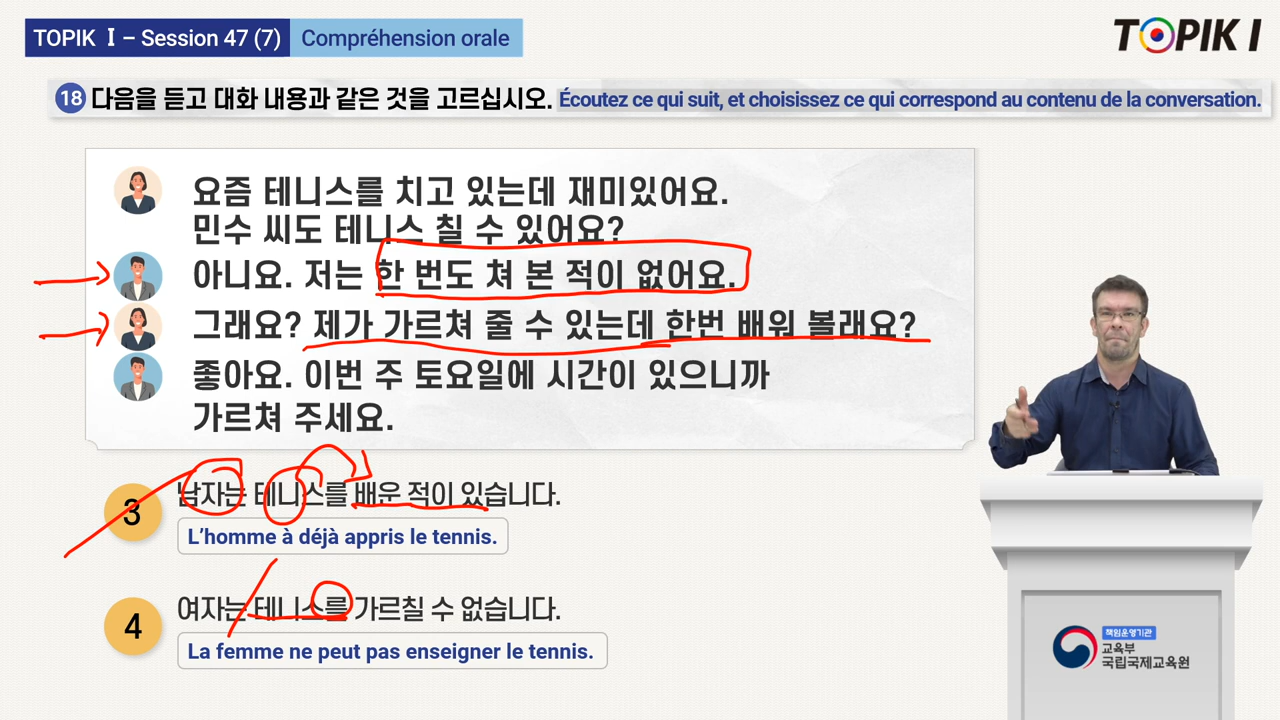 TOPIK Ⅰ – Session 47 (7) Compréhension orale
TOPIK I
18 다음을 듣고 대화 내용과 같은 것을 고르십시오. Écoutez ce qui suit, et choisissez ce qui correspond au contenu de la conversation.
요즘 테니스를 치고 있는데 재미있어요.
민수 씨도 테니스 칠 수 있어요?
아니요. 저는 한 번도 쳐 본 적이 없어요.
그래요? 제가 가르쳐 줄 수 있는데 한번 배워 볼래요?
좋아요. 이번 주 토요일에 시간이 있으니까
가르쳐 주세요.
3 남자는 테니스를 배운 적이 있습니다.
L’homme à déjà appris le tennis.
4 여자는 테니스를 가르칠 수 없습니다.
La femme ne peut pas enseigner le tennis.
책임운영기관
교육부
국립국제교육원